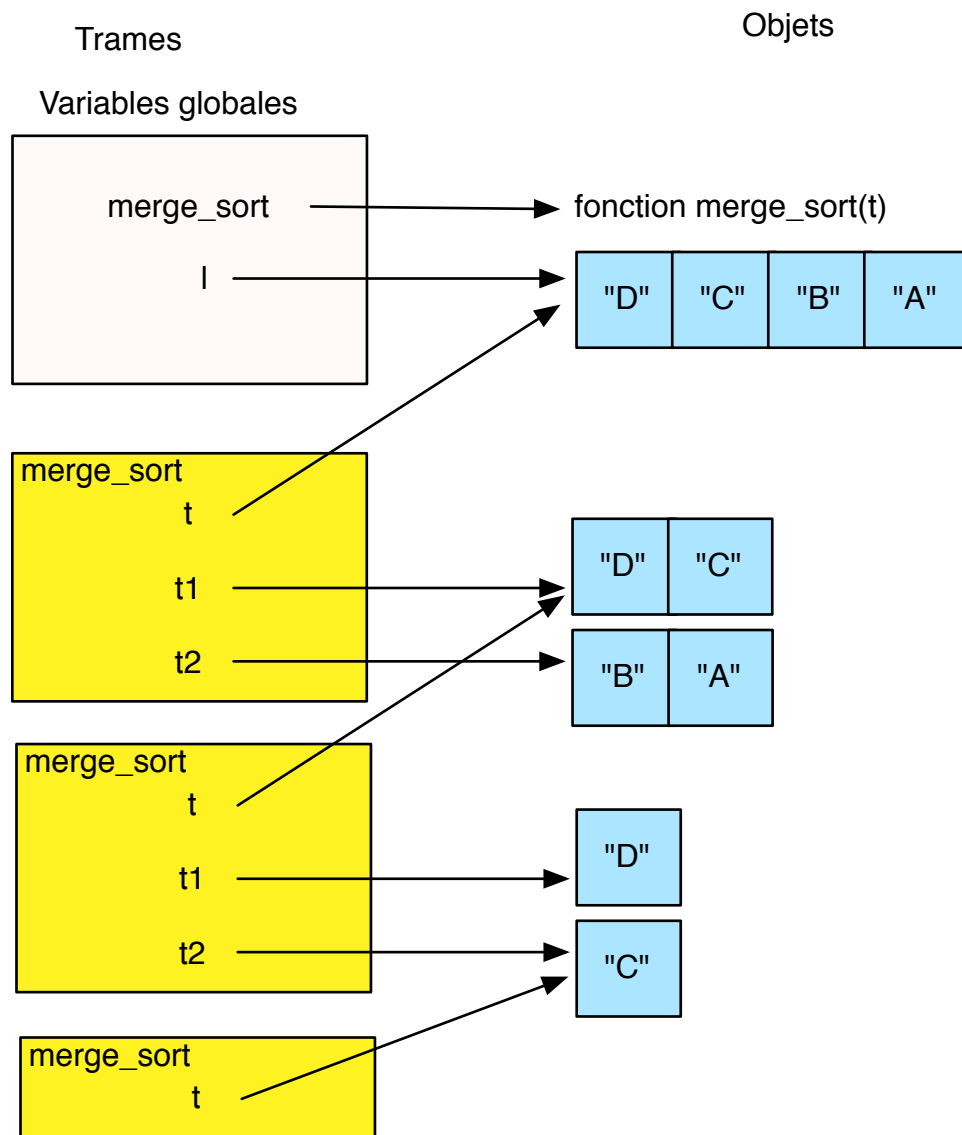 Trames
Objets
Variables globales
merge_sort
fonction merge_sort(t)
l
"D" "C" "B" "A"
merge_sort
t
t1
"D" "C"
t2
"B" "A"
merge_sort
t
t1
"D"
t2
"C"
merge_sort
t